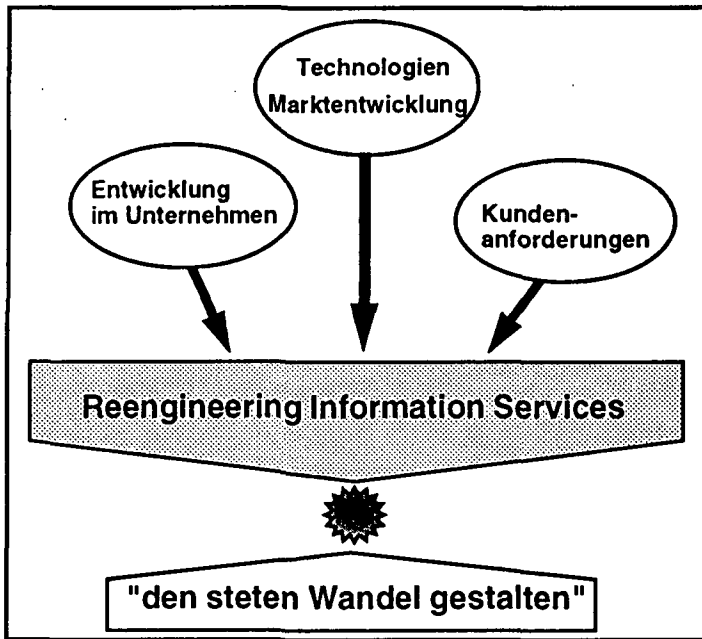 Technologien
Marktentwicklung
Entwicklung
im Unternehmen
Kunden-
anforderungen
Reengineering Information Services
"den steten Wandel gestalten"